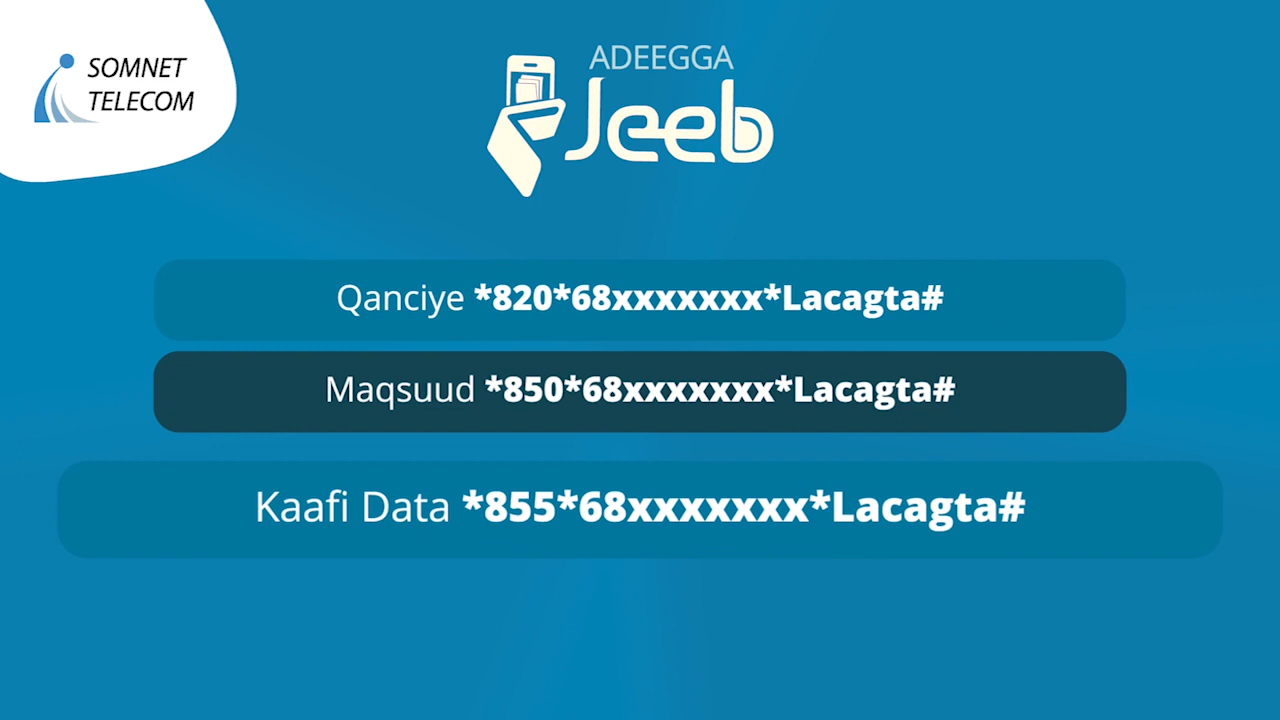 SOMNET
TELECOM
ADEEGGA
Jeeb
Qanciye *820*68xxxxxxx*Lacagta#
Maqsuud *850*68xxxxxxx*Lacagta#
Kaafi Data *855*68xxxxxxx*Lacagta#